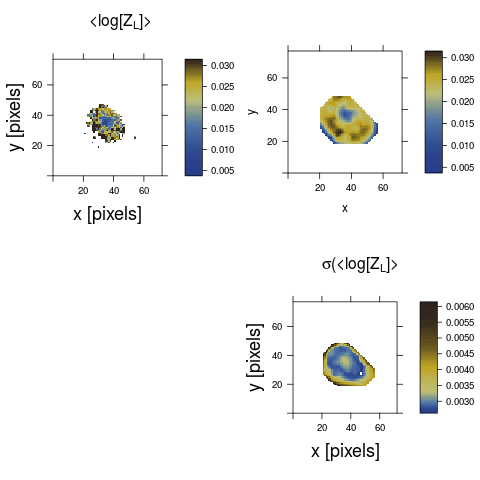 <log[Z_L]>
0.030
0.025
0.020
0.015
0.010
0.005
60
40
20
y [pixels]
20 40 60
x [pixels]
0.030
0.025
0.020
0.015
0.010
0.005
60
40
20
y
20 40 60
x
σ(<log[Z_L]>
0.0060
0.0055
0.0050
0.0045
0.0040
0.0035
0.0030
60
40
20
y [pixels]
20 40 60
x [pixels]